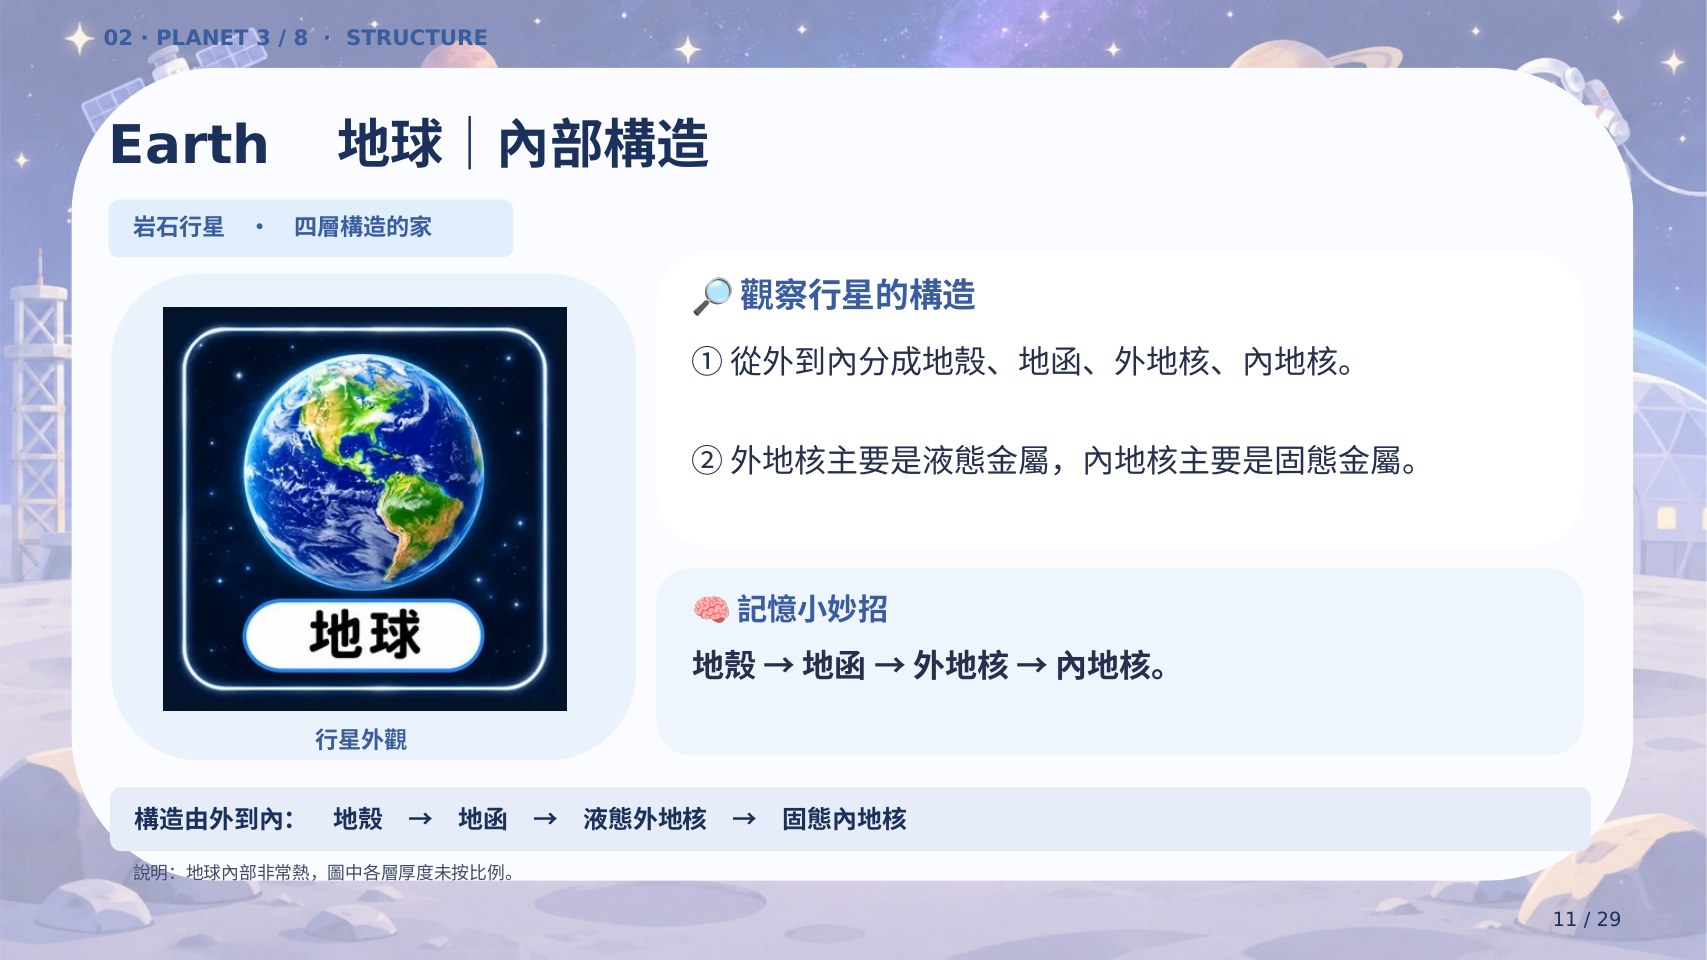 02 · PLANET 3 / 8 · STRUCTURE
Earth 地球｜內部構造
岩石行星 • 四層構造的家
地球
行星外觀
🔎 觀察行星的構造
① 從外到內分成地殼、地函、外地核、內地核。
② 外地核主要是液態金屬，內地核主要是固態金屬。
🧠 記憶小妙招
地殼 → 地函 → 外地核 → 內地核。
構造由外到內： 地殼 → 地函 → 液態外地核 → 固態內地核
說明：地球內部非常熱，圖中各層厚度未按比例。
11 / 29